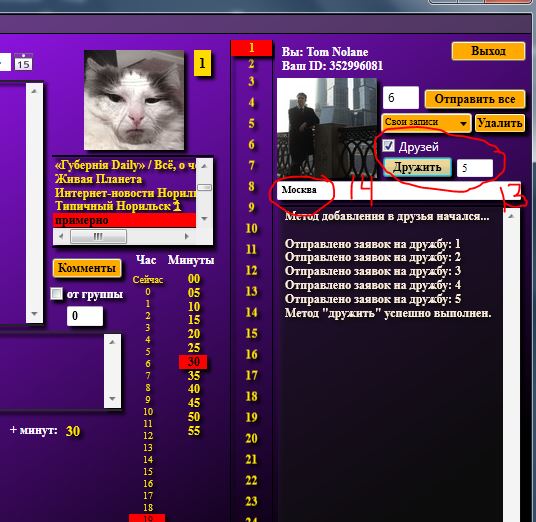 15
1
«Губернія Daily» / Всё, о ч
Живая Планета
Интернет-новости Норил
Типичный Норильск 1
примерно
Комменты
от группы
0
+ минут: 30
Час Минуты
Сейчас 00
0 05
1 10
2 15
3 20
4 25
5
6 30
7 35
8 40
9 45
10 50
11 55
12
13
14
15
16
17
18
19
1
2
3
4
5
6
7
8
9
10
11
12
13
14
15
16
17
18
19
20
21
22
23
24
Вы: Tom Nolane
Ваш ID: 352996081
Выход
6
Отправить все
Свои записи
Удалить
Друзей
Дружить
5
Москва
14
13
Метод добавления в друзья начался...
Отправлено заявок на дружбу: 1
Отправлено заявок на дружбу: 2
Отправлено заявок на дружбу: 3
Отправлено заявок на дружбу: 4
Отправлено заявок на дружбу: 5
Метод "дружить" успешно выполнен.